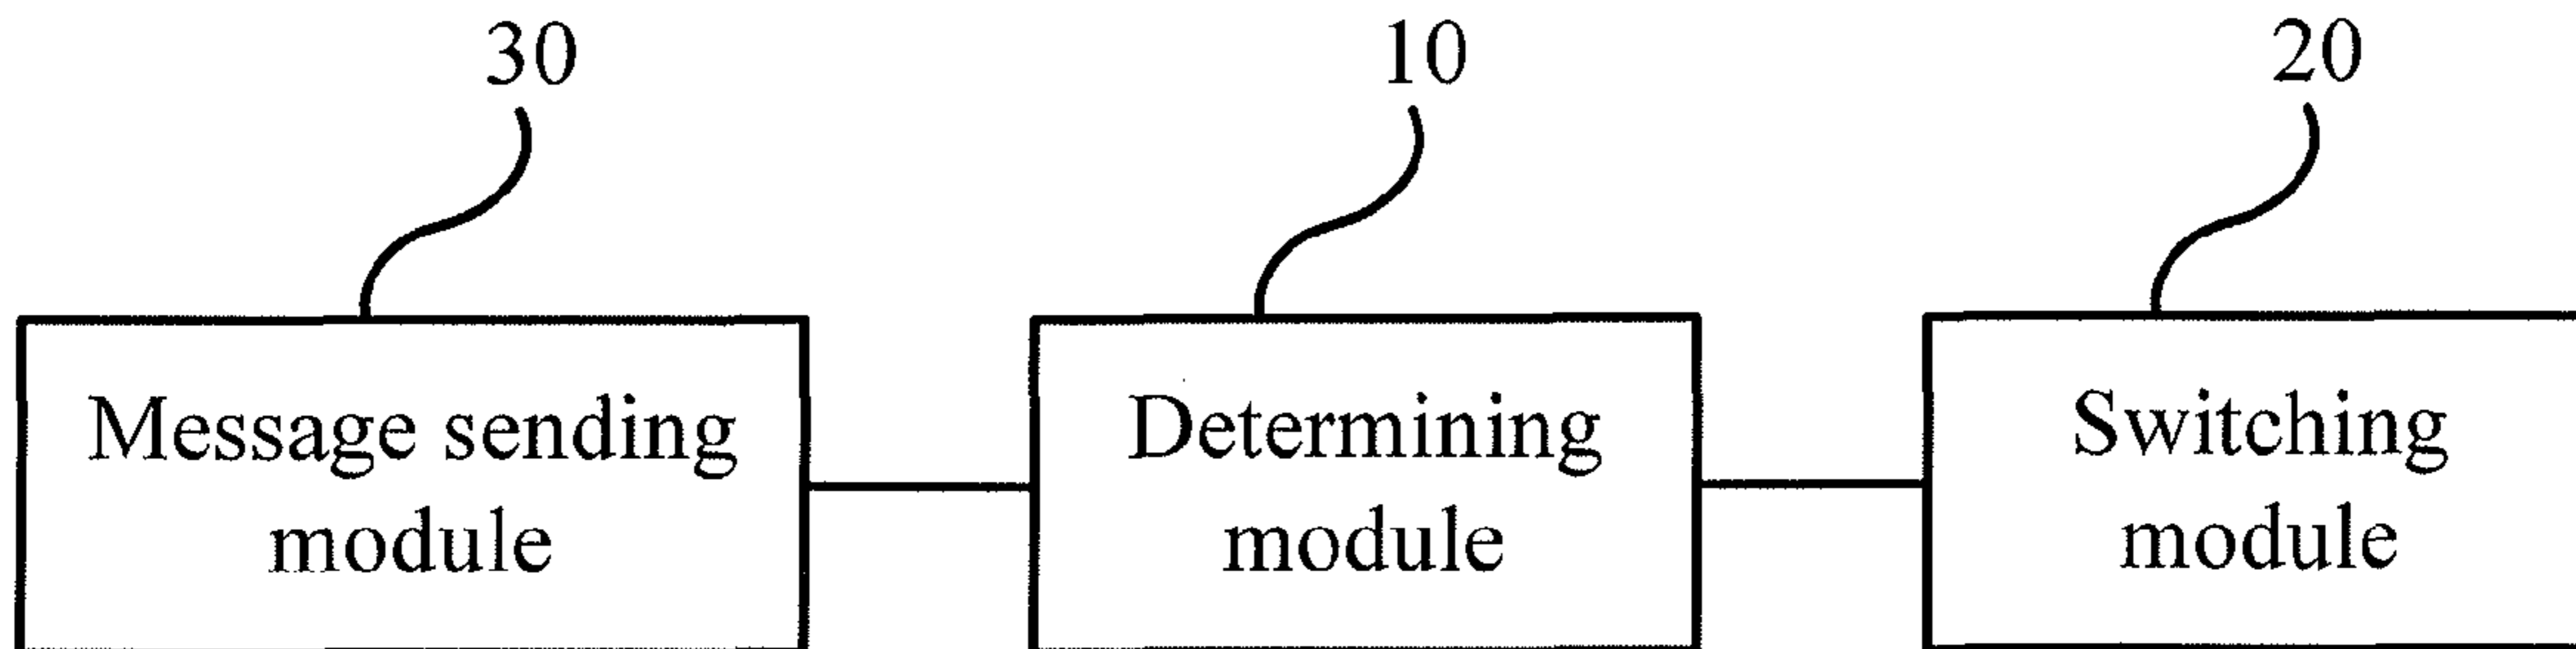 30
10
20
Message sending
module
Determining
module
Switching
module